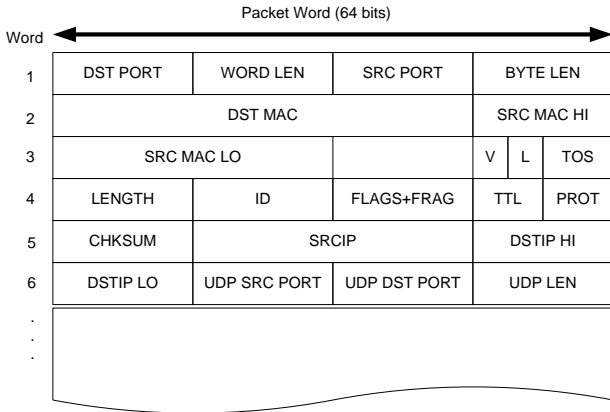 Packet Word (64 bits)
Word
1 DST PORT WORD LEN SRC PORT BYTE LEN
2 DST MAC SRC MAC HI
3 SRC MAC LO V L TOS
4 LENGTH ID FLAGS+FRAG TTL PROT
5 CHKSUM SRCIP DSTIP HI
6 DSTIP LO UDP SRC PORT UDP DST PORT UDP LEN
.
.
.